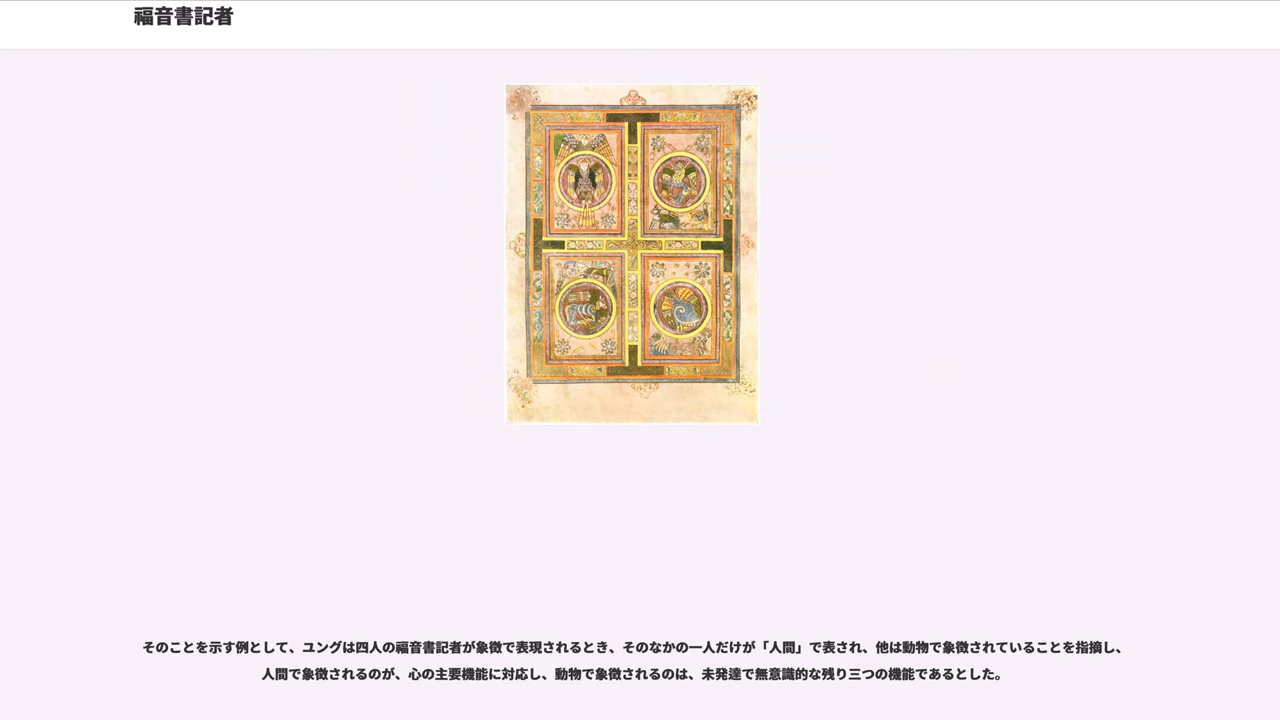 福音書記者
そのことを示す例として、ユングは四人の福音書記者が象徴で表現されるとき、そのなかの一人だけが「人間」で表され、他は動物で象徴されていることを指摘し、
人間で象徴されるのが、心の主要機能に対応し、動物で象徴されるのは、未発達で無意識的な残り三つの機能であるとした。